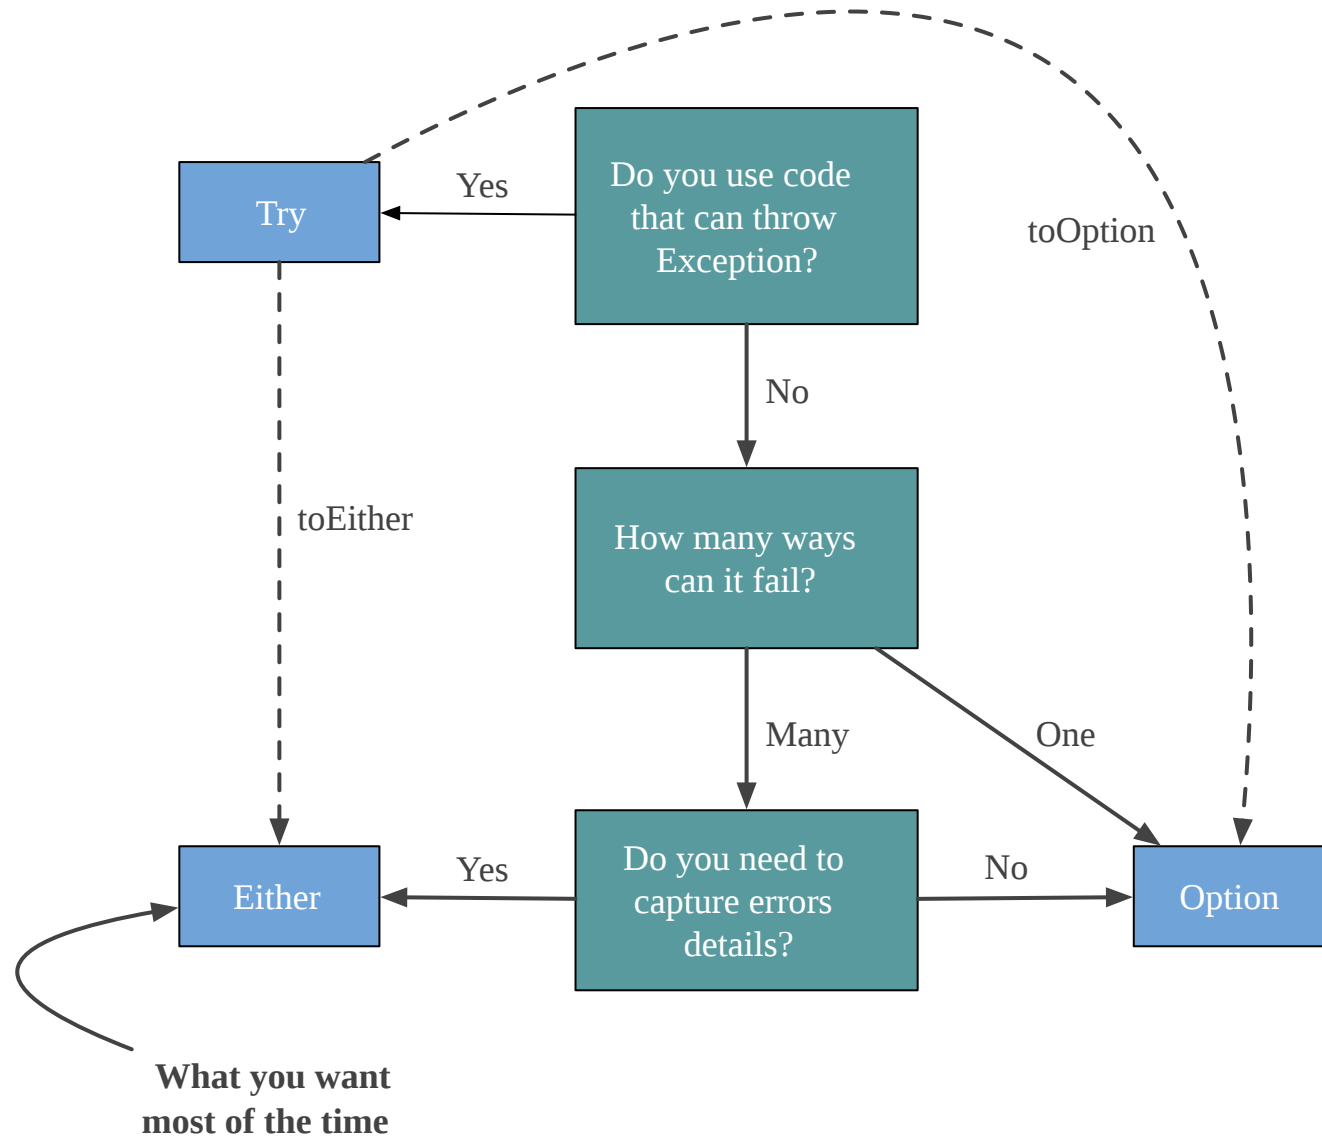 Do you use code
that can throw
Exception?
Yes
Try
toOption
No
toEither
How many ways
can it fail?
Many
One
Do you need to
capture errors
details?
Yes
No
Either
Option
What you want
most of the time